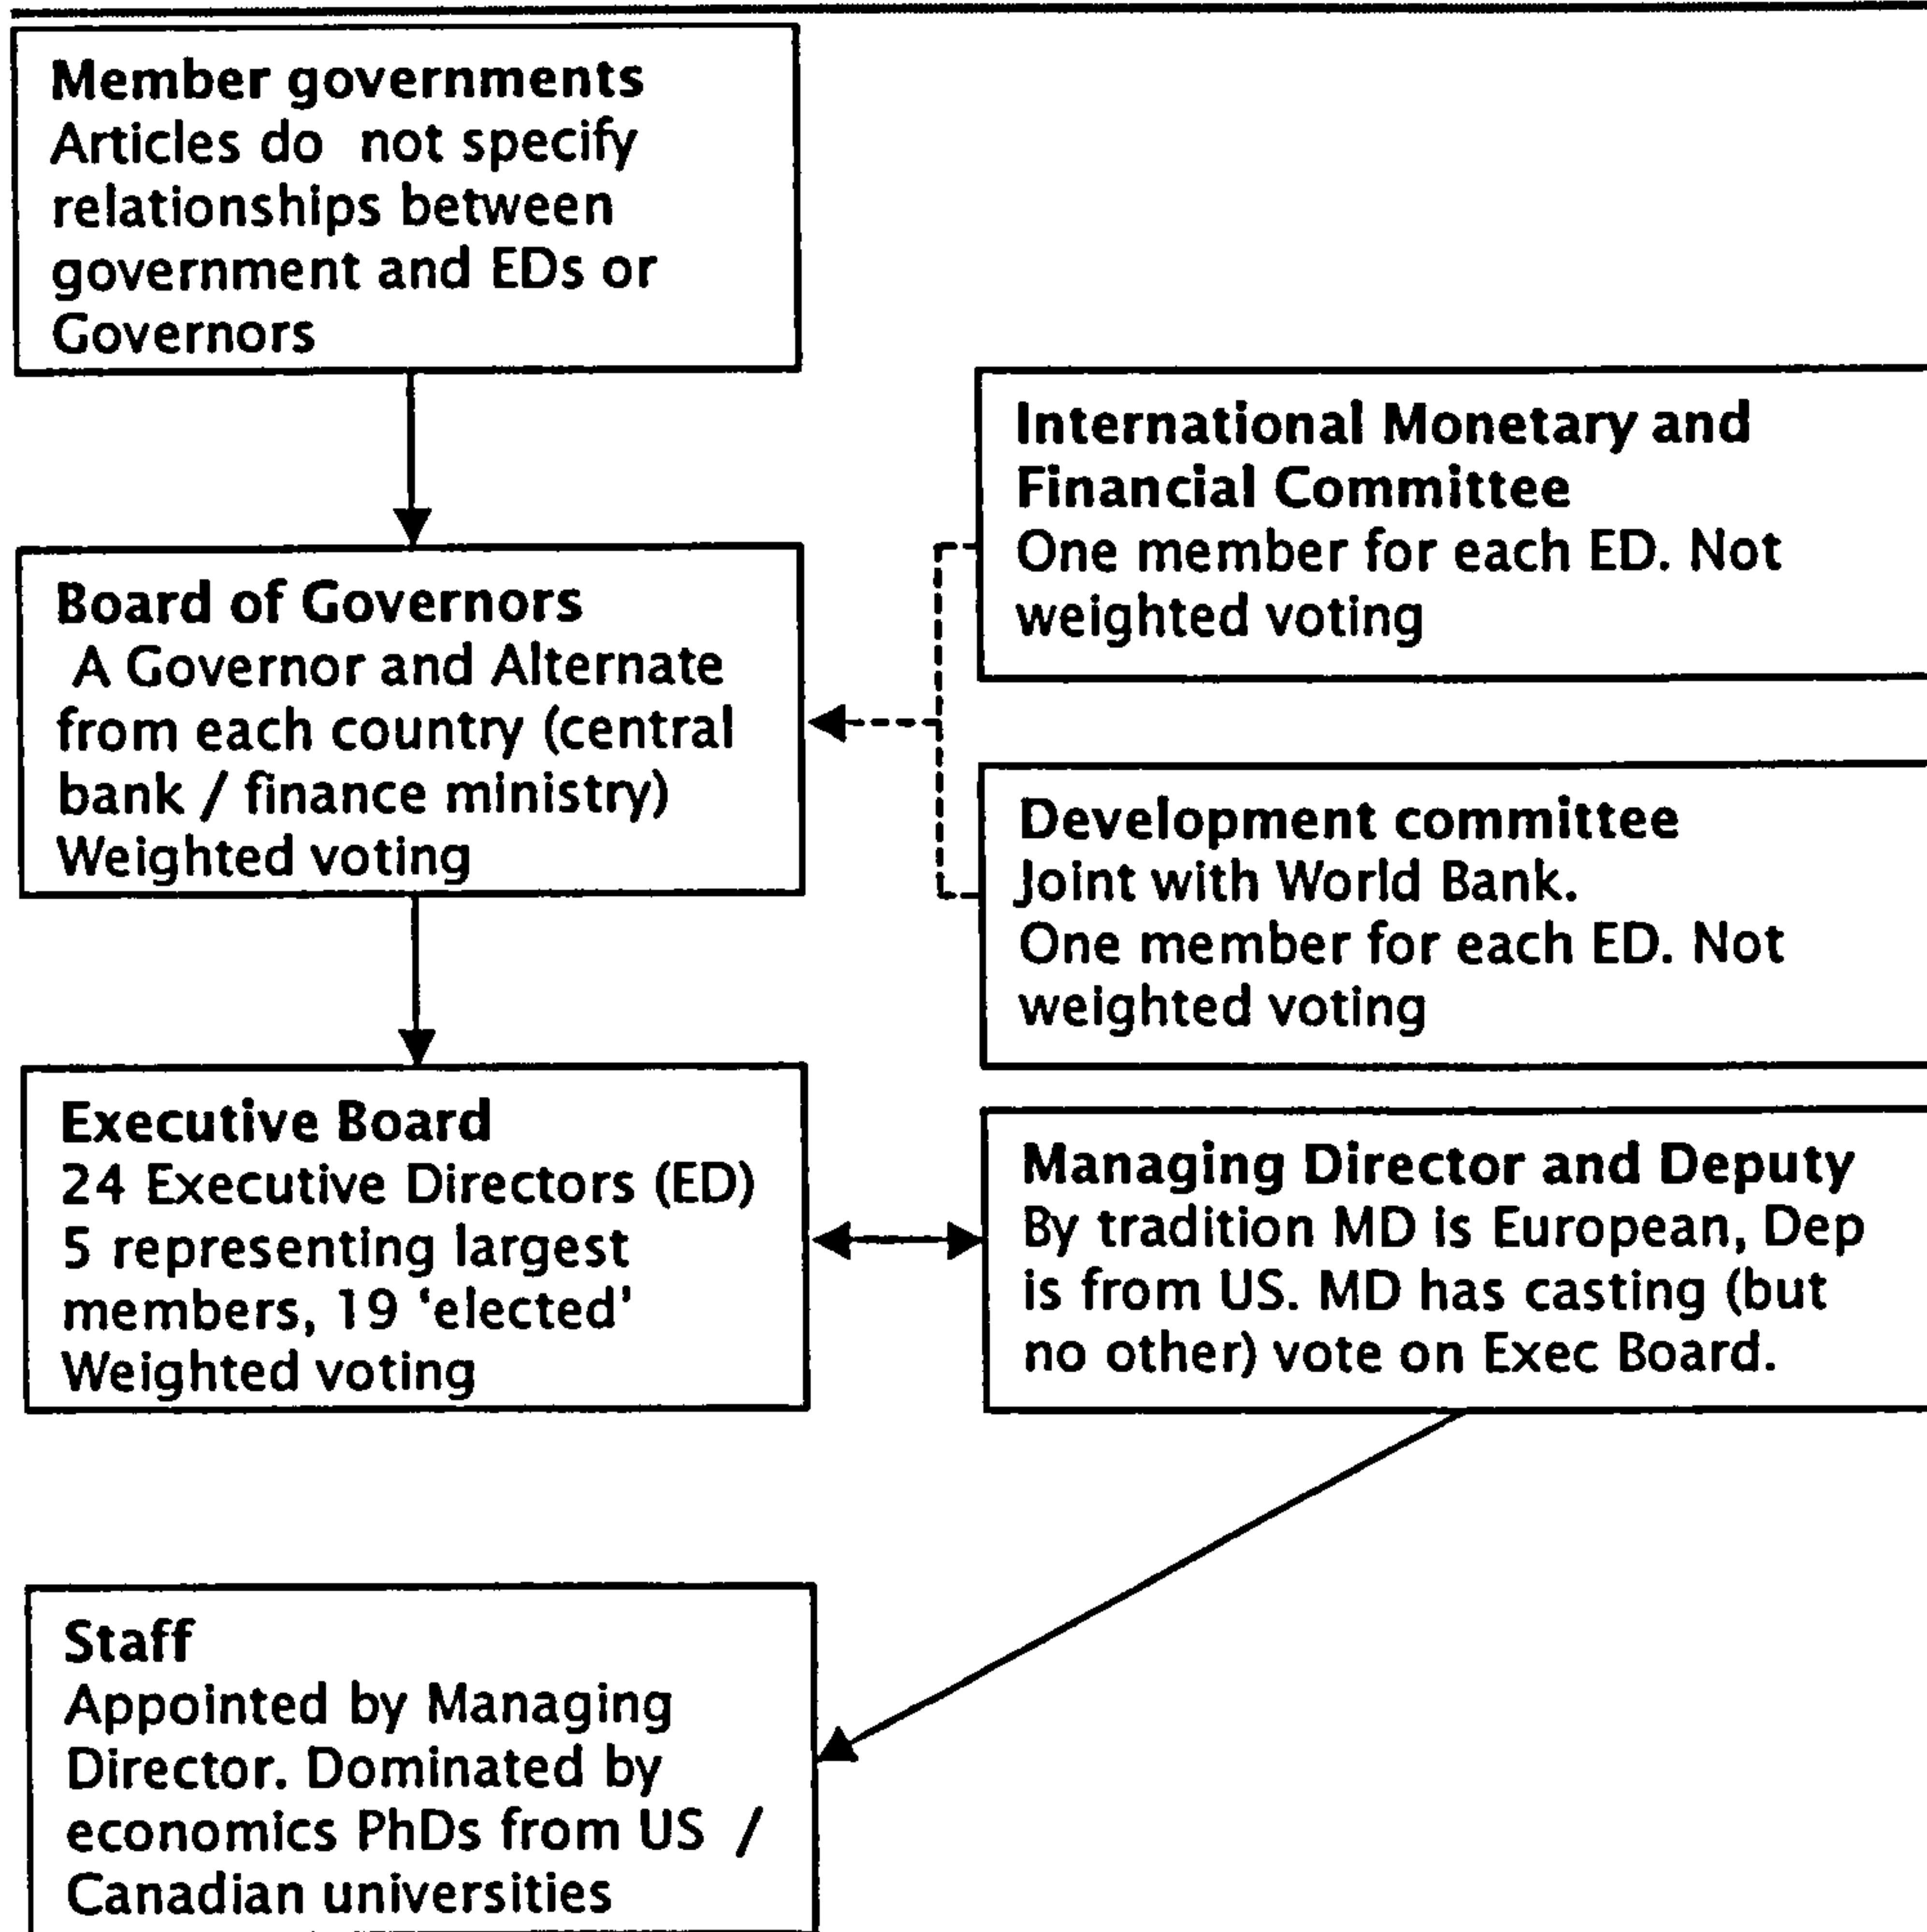 Member governments
Articles do not specify
relationships between
government and EDs or
Governors
International Monetary and
Financial Committee
One member for each ED. Not
weighted voting
Board of Governors
A Governor and Alternate
from each country (central
bank / finance ministry)
Weighted voting
Development committee
Joint with World Bank.
One member for each ED. Not
weighted voting
Executive Board
24 Executive Directors (ED)
5 representing largest
members, 19 ‘elected’
Weighted voting
Managing Director and Deputy
By tradition MD is European, Dep
is from US. MD has casting (but
no other) vote on Exec Board.
Staff
Appointed by Managing
Director. Dominated by
economics PhDs from US /
Canadian universities